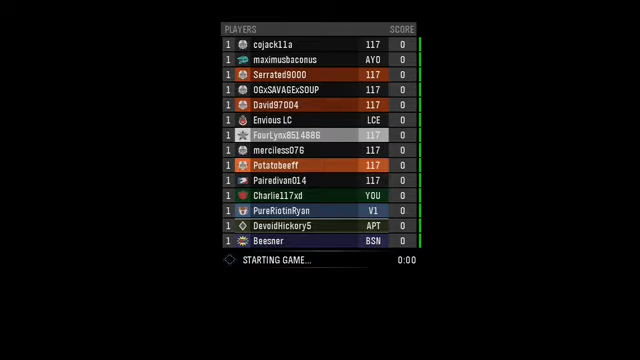 PLAYERS SCORE
1 cojack11a 117 0
1 maximusbaconus AYO 0
1 Serrated9000 117 0
1 OGxSAVAGExSOUP 117 0
1 David97004 117 0
1 Envious LC LCE 0
1 FourLynx8514886 117 0
1 merciless076 117 0
1 Potatobeeff 117 0
1 Pairedivan014 117 0
1 Charlie117xd YOU 0
1 PureRiotinRyan V1 0
1 DevoidHickory5 APT 0
1 Beesner BSN 0
STARTING GAME... 0:00